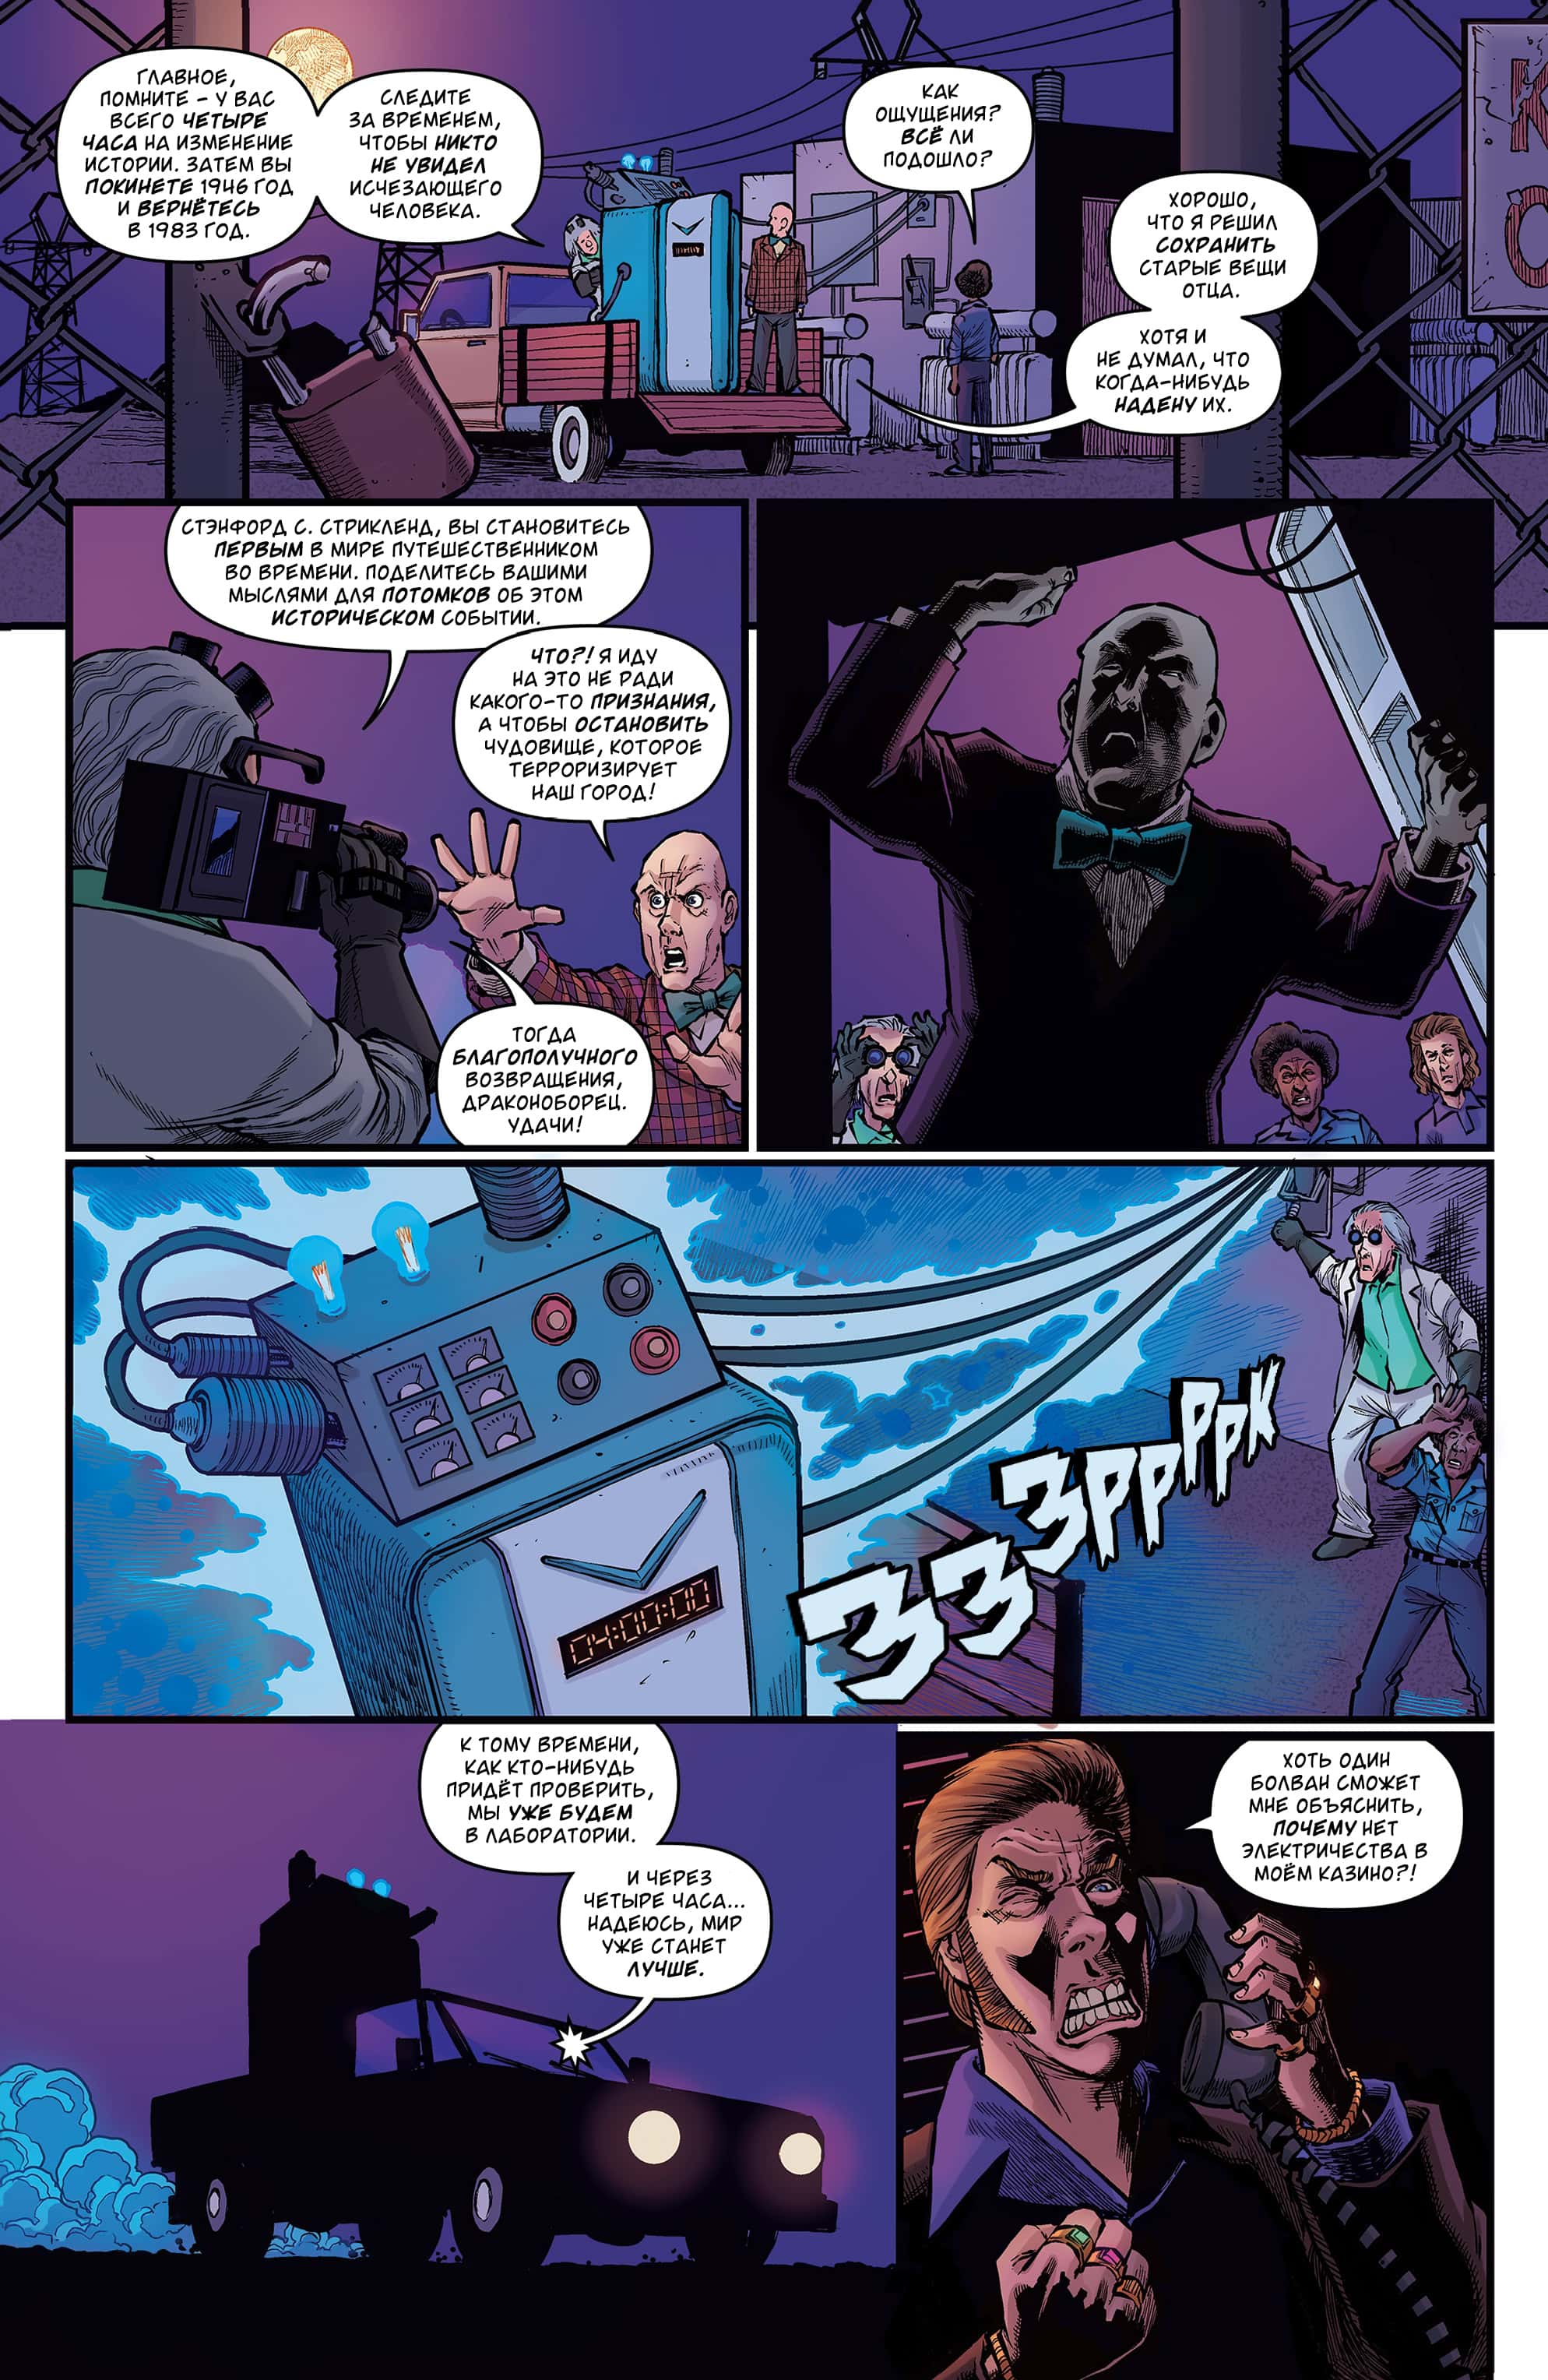 ГЛАВНОЕ,
ПОМНИТЕ – У ВАС
ВСЕГО ЧЕТЫРЕ
ЧАСА НА ИЗМЕНЕНИЕ
ИСТОРИИ. ЗАТЕМ ВЫ
ПОКИНЕТЕ 1946 ГОД
И ВЕРНЁТЕСЬ
В 1983 ГОД.
СЛЕДИТЕ
ЗА ВРЕМЕНЕМ,
ЧТОБЫ НИКТО
НЕ УВИДЕЛ
ИСЧЕЗАЮЩЕГО
ЧЕЛОВЕКА.
КАК
ОЩУЩЕНИЯ?
ВСЁ ЛИ
ПОДОШЛО?
ХОРОШО,
ЧТО Я РЕШИЛ
СОХРАНИТЬ
СТАРЫЕ ВЕЩИ
ОТЦА.
ХОТЯ И
НЕ ДУМАЛ, ЧТО
КОГДА-НИБУДЬ
НАДЕНУ ИХ.
СТЭНФОРД С. СТРИКЛЕНД, ВЫ СТАНОВИТЕСЬ
ПЕРВЫМ В МИРЕ ПУТЕШЕСТВЕННИКОМ
ВО ВРЕМЕНИ. ПОДЕЛИТЕСЬ ВАШИМИ
МЫСЛЯМИ ДЛЯ ПОТОМКОВ ОБ ЭТОМ
ИСТОРИЧЕСКОМ СОБЫТИИ.
ЧТО?! Я ИДУ
НА ЭТО НЕ РАДИ
КАКОГО-ТО ПРИЗНАНИЯ,
А ЧТОБЫ ОСТАНОВИТЬ
ЧУДОВИЩЕ, КОТОРОЕ
ТЕРРОРИЗИРУЕТ
НАШ ГОРОД!
ТОГДА
БЛАГОПОЛУЧНОГО
ВОЗВРАЩЕНИЯ,
ДРАКОНОБОРЕЦ.
УДАЧИ!
04:00:00
ЗЗЗРРРРРК
К ТОМУ ВРЕМЕНИ,
КАК КТО-НИБУДЬ
ПРИДЁТ ПРОВЕРИТЬ,
МЫ УЖЕ БУДЕМ
В ЛАБОРАТОРИИ.
И ЧЕРЕЗ
ЧЕТЫРЕ ЧАСА...
НАДЕЮСЬ, МИР
УЖЕ СТАНЕТ
ЛУЧШЕ.
ХОТЬ ОДИН
БОЛВАН СМОЖЕТ
МНЕ ОБЪЯСНИТЬ,
ПОЧЕМУ НЕТ
ЭЛЕКТРИЧЕСТВА В
МОЁМ КАЗИНО?!